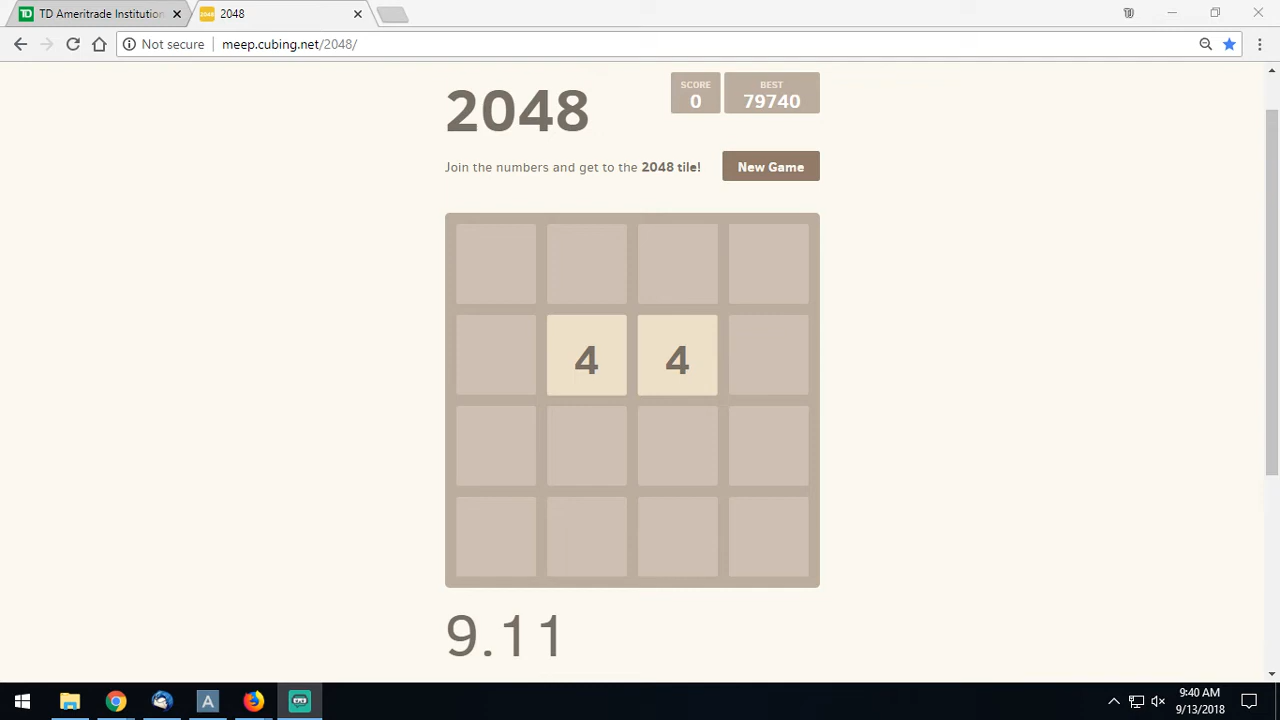 TD Ameritrade Institution
2048
2048
Not secure
meep.cubing.net/2048/
2048
SCORE
0
BEST
79740
Join the numbers and get to the 2048 tile!
New Game
4
4
9.11
A
9:40 AM
9/13/2018